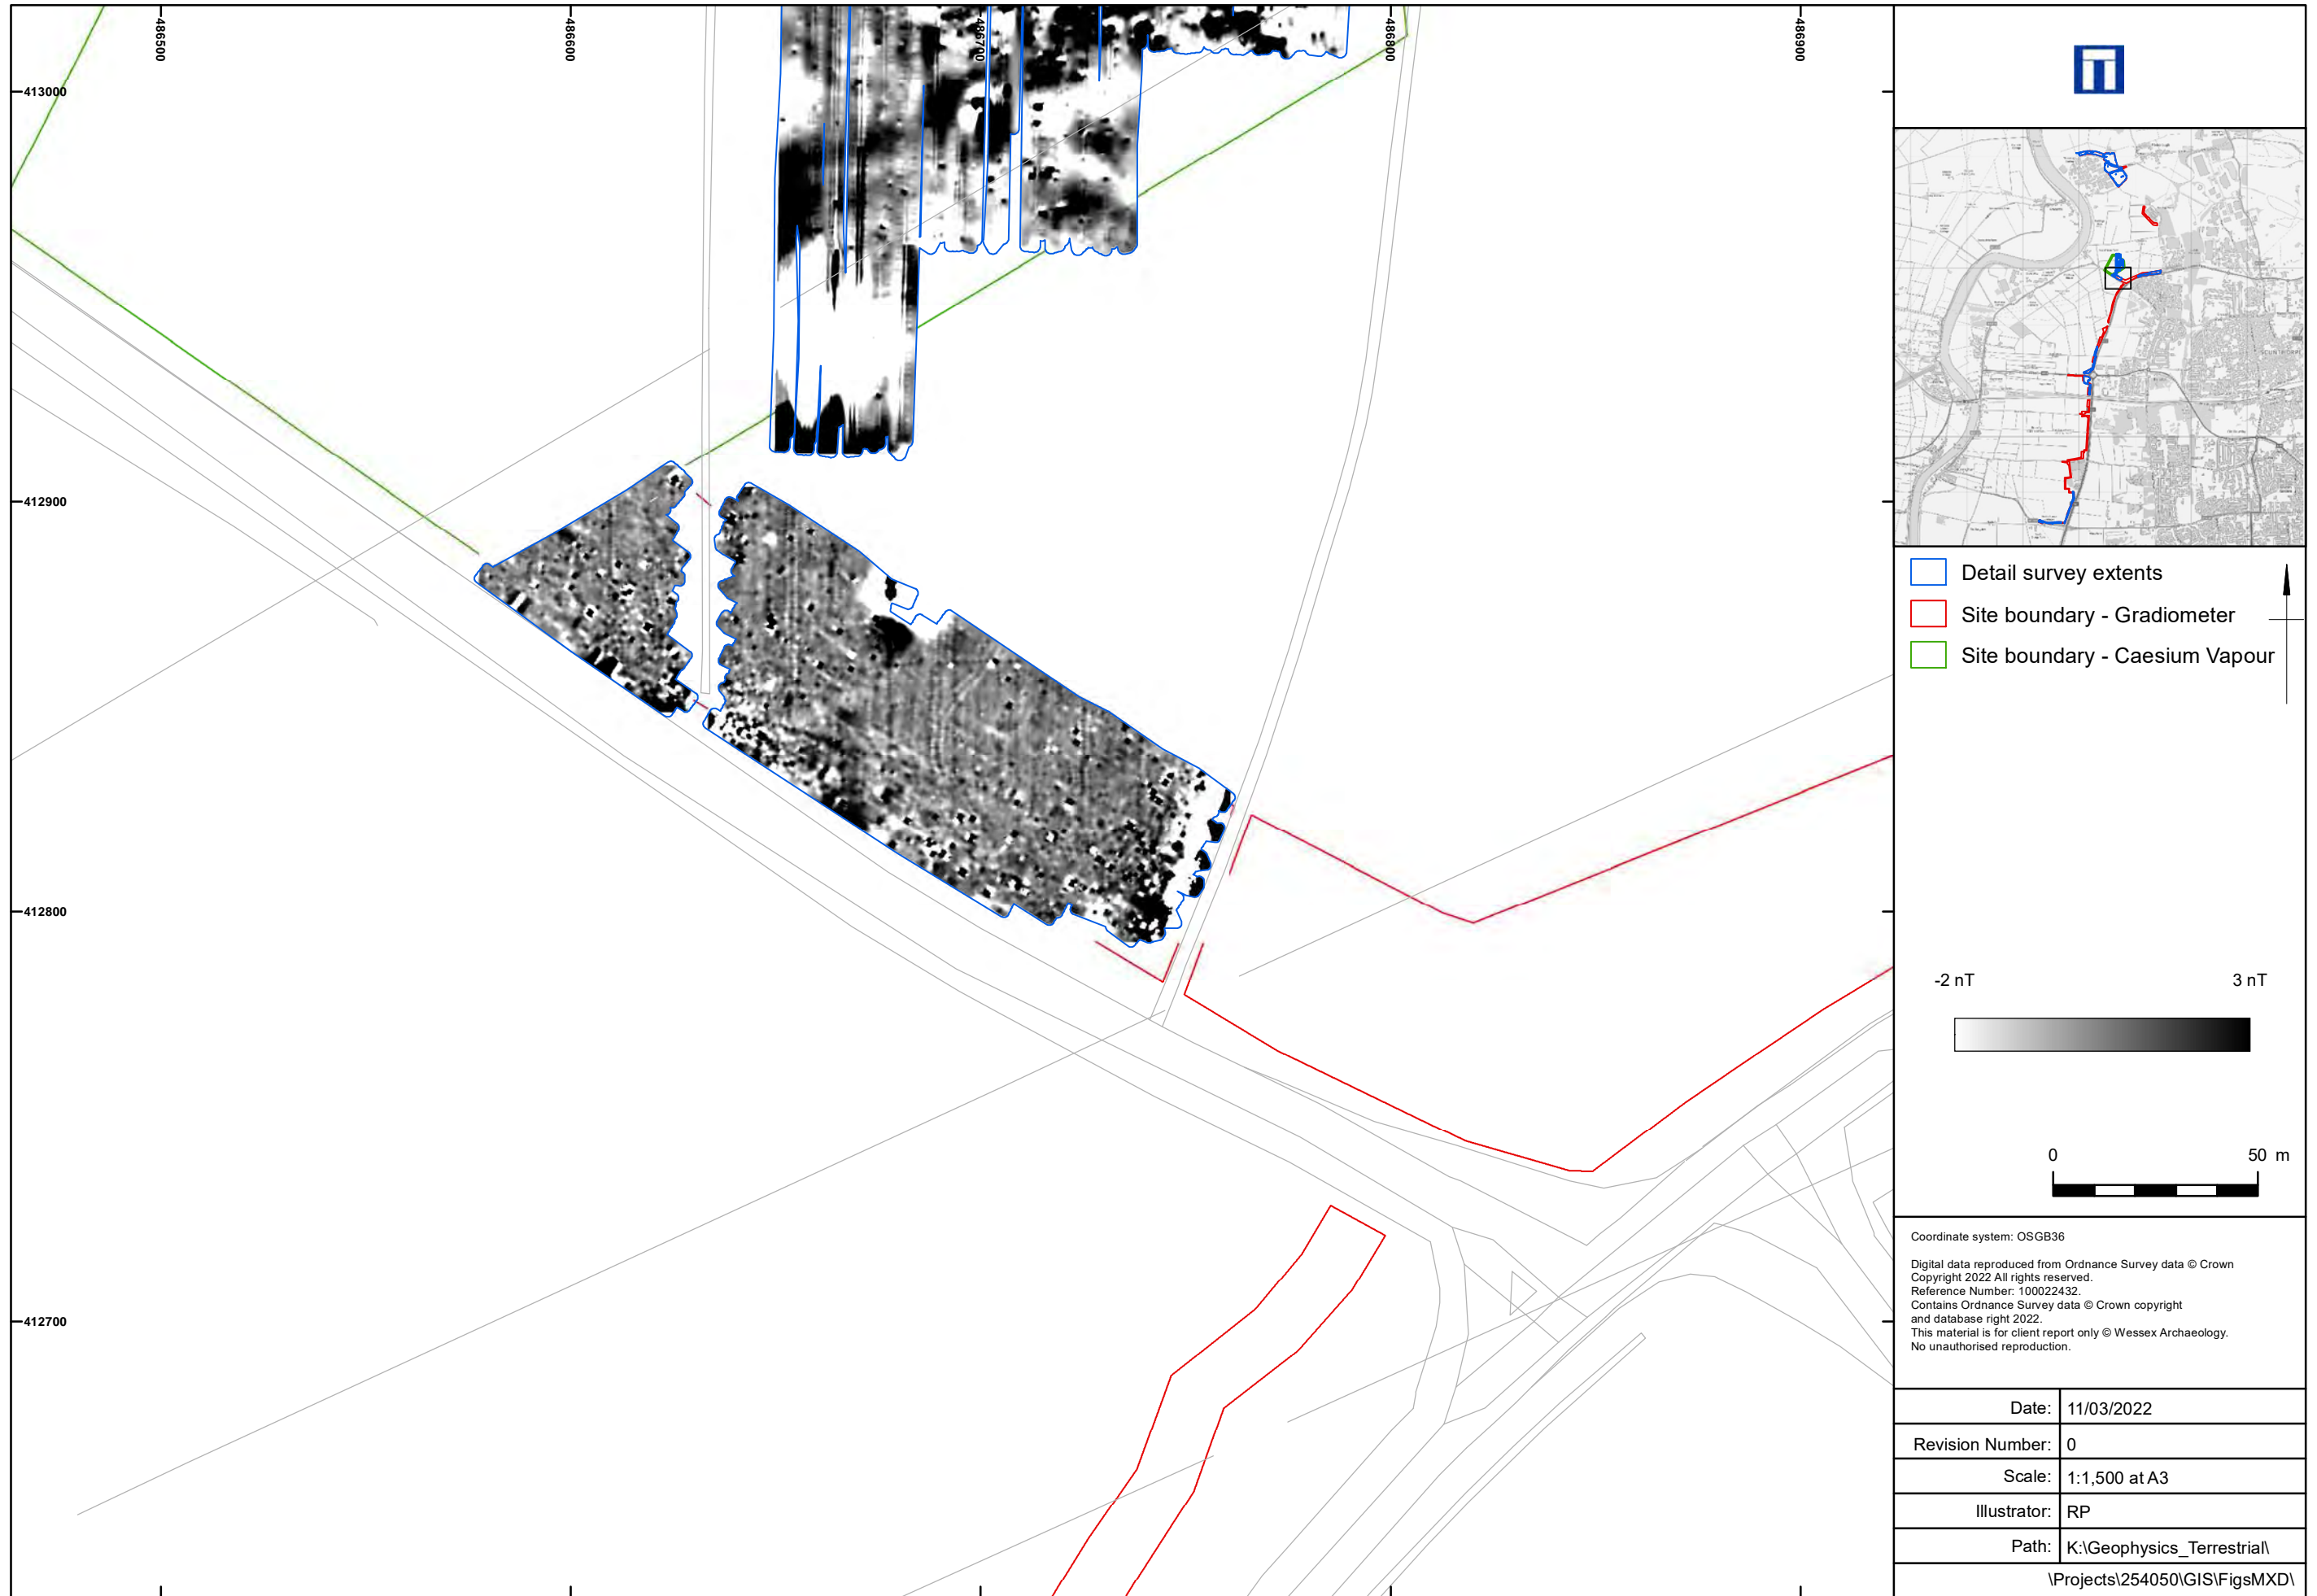 486500
486600
486700
486800
486900
413000
412900
412800
412700
Detail survey extents
Site boundary - Gradiometer
Site boundary - Caesium Vapour
-2 nT 3 nT
0 50 m
Coordinate system: OSGB36
Digital data reproduced from Ordnance Survey data © Crown
Copyright 2022 All rights reserved.
Reference Number: 100022432.
Contains Ordnance Survey data © Crown copyright
and database right 2022.
This material is for client report only © Wessex Archaeology.
No unauthorised reproduction.
Date: 11/03/2022
Revision Number: 0
Scale: 1:1,500 at A3
Illustrator: RP
Path: K:\Geophysics_Terrestrial\
\Projects\254050\GIS\FigsMXD\